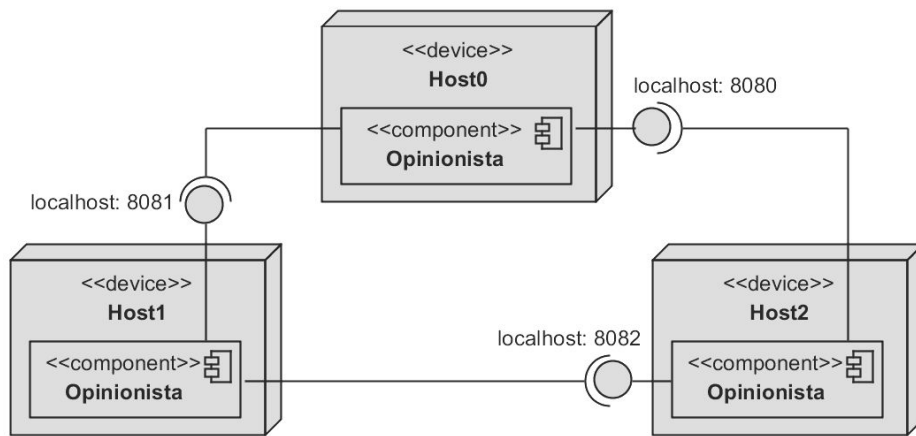 <<device>>
Host0
<<component>>
Opinionista
localhost: 8080
localhost: 8081
<<device>>
Host1
<<component>>
Opinionista
localhost: 8082
<<device>>
Host2
<<component>>
Opinionista